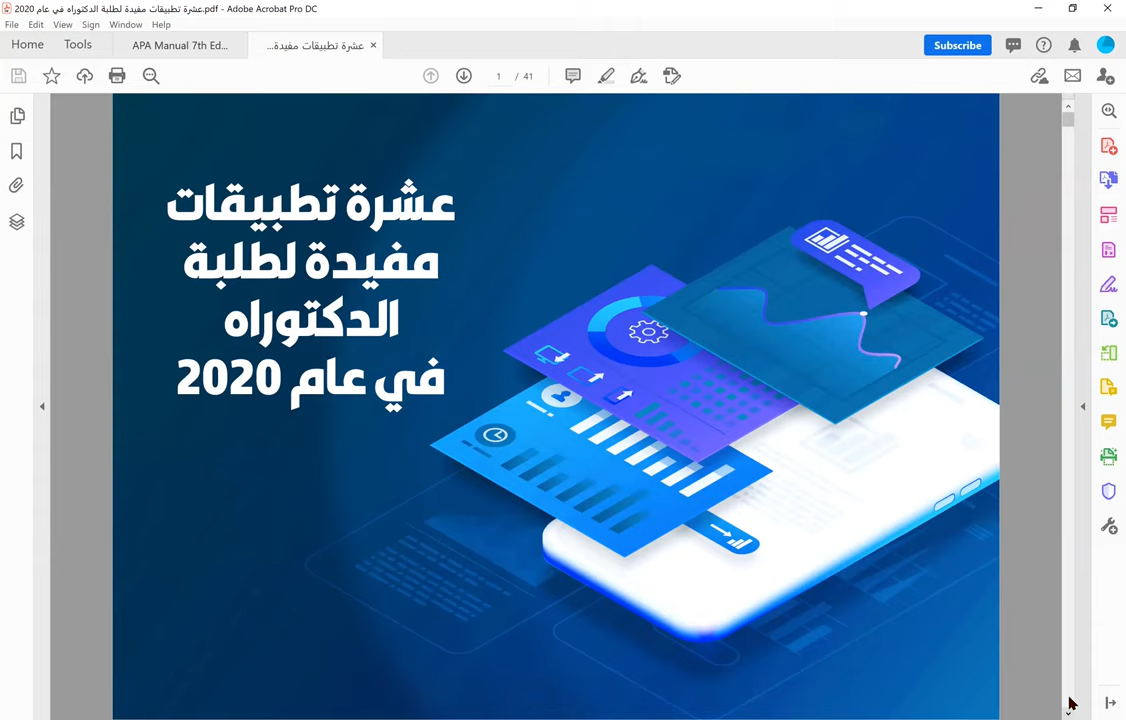 عشرة تطبيقات مفيدة لطلبة الدكتوراه في عام 2020.pdf - Adobe Acrobat Pro DC
File Edit View Sign Window Help
Home Tools APA Manual 7th Ed... عشرة تطبيقات مفيدة... Subscribe
1 / 41
عشرة تطبيقات
مفيدة لطلبة
الدكتوراه
في عام 2020